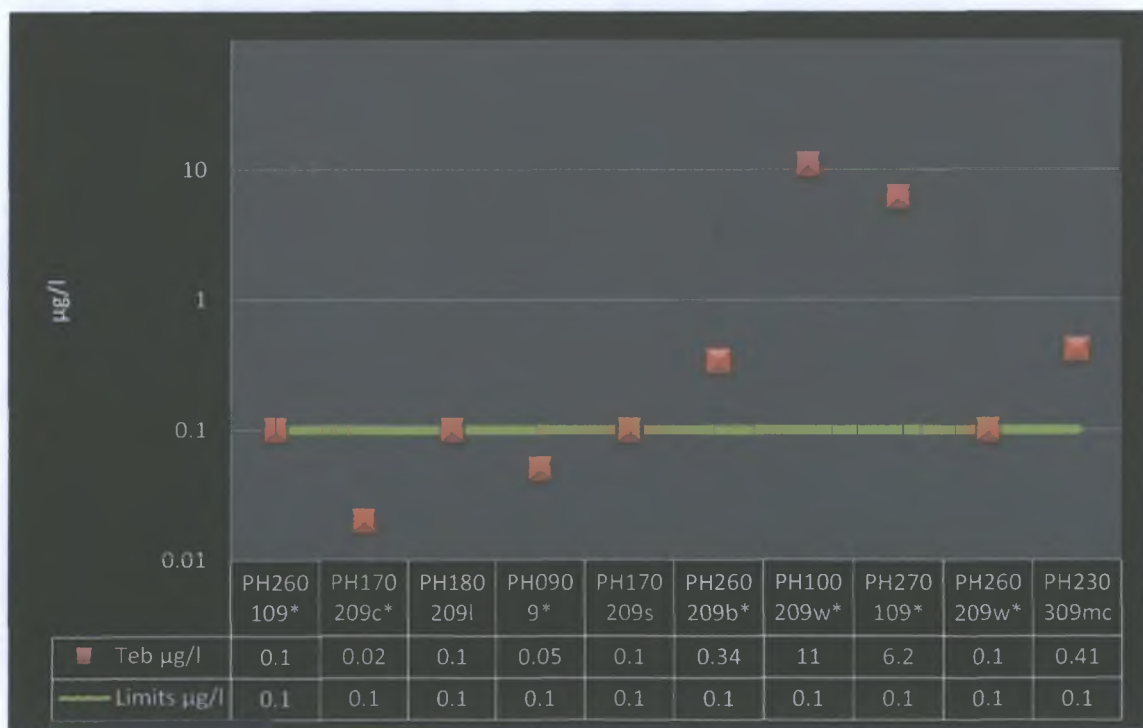 10
1
µg/l
0.1
0.01
PH260 PH170 PH180 PH090 PH170 PH260 PH100 PH270 PH260 PH230
109* 209c* 209l 9* 209s 209b* 209w* 109* 209w* 309mc
Teb µg/l 0.1 0.02 0.1 0.05 0.1 0.34 11 6.2 0.1 0.41
Limits µg/l 0.1 0.1 0.1 0.1 0.1 0.1 0.1 0.1 0.1 0.1